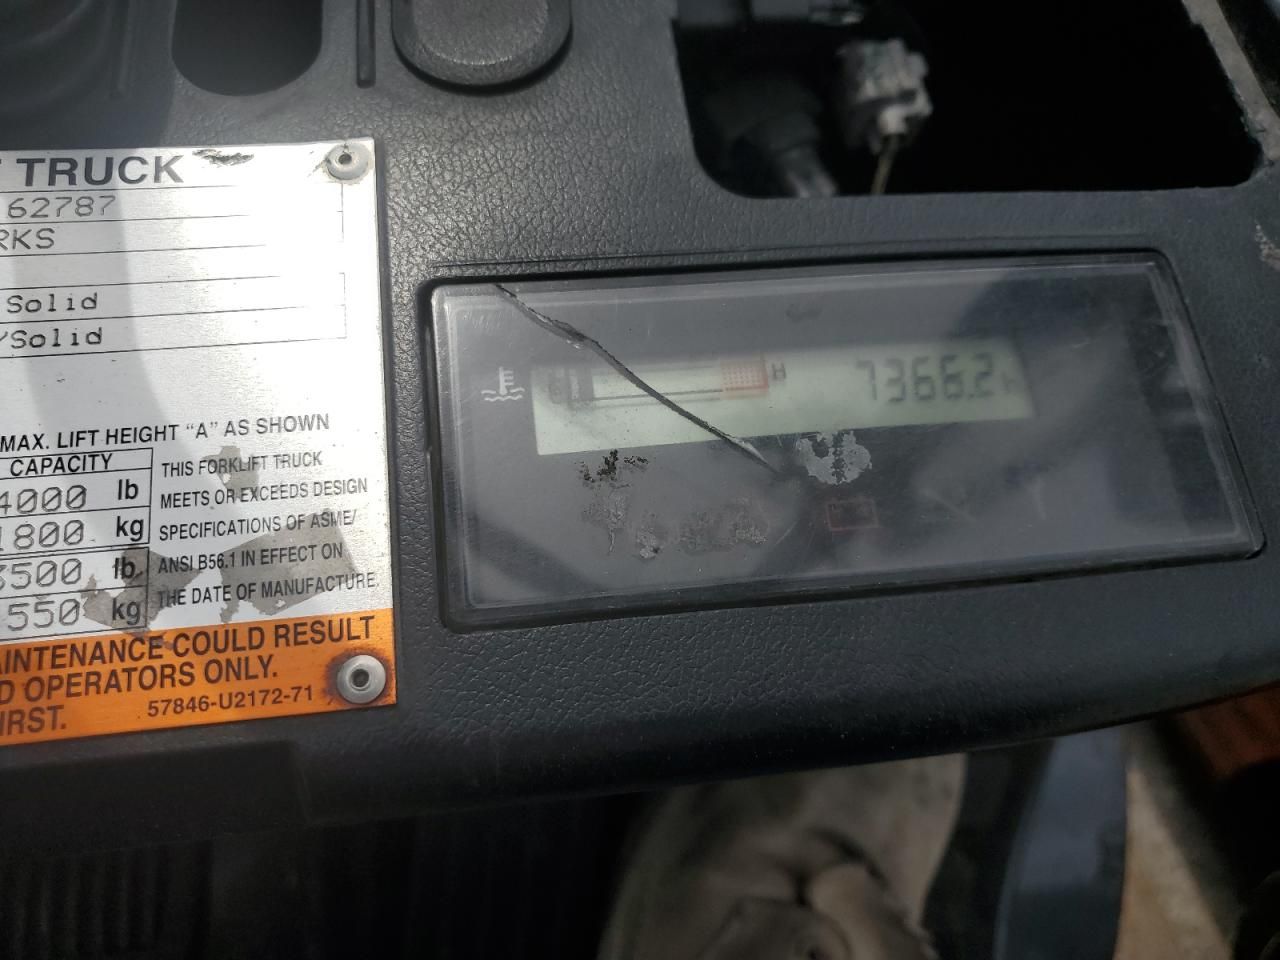 TRUCK
62787
RKS
Solid
/Solid
MAX. LIFT HEIGHT "A" AS SHOWN
CAPACITY
4000 lb
1800 kg
3500 lb
550 kg
THIS FORKLIFT TRUCK
MEETS OR EXCEEDS DESIGN
SPECIFICATIONS OF ASME/
ANSI B56.1 IN EFFECT ON
THE DATE OF MANUFACTURE.
AINTENANCE COULD RESULT
D OPERATORS ONLY.
IRST.
57846-U2172-71
H
7366.2 h